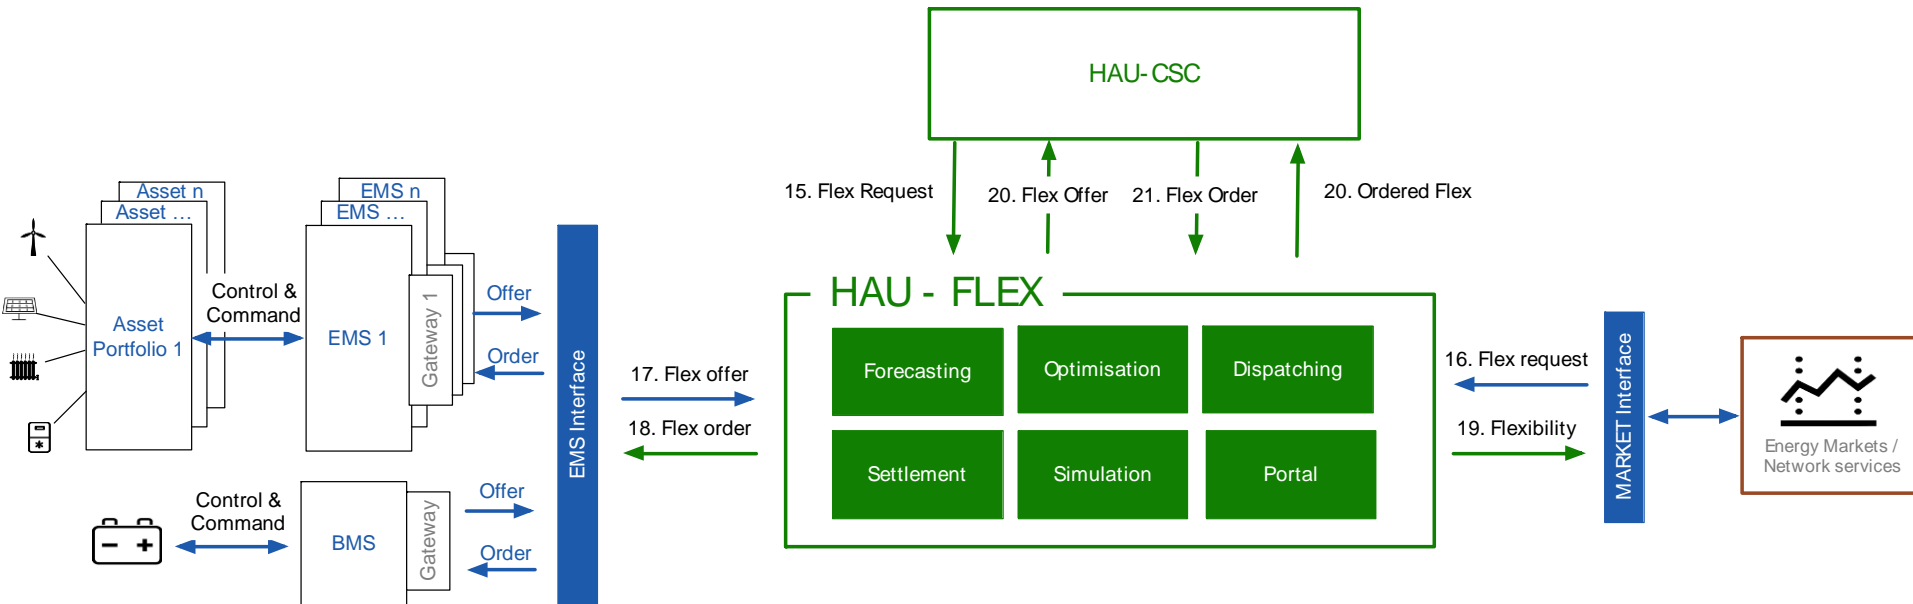 HAU-CSC
15. Flex Request
20. Flex Offer
21. Flex Order
20. Ordered Flex
Asset n
Asset ...
Asset
Portfolio 1
Control &
Command
EMS n
EMS ...
EMS 1
Gateway 1
Offer
Order
EMS Interface
17. Flex offer
18. Flex order
HAU - FLEX
Forecasting
Optimisation
Dispatching
Settlement
Simulation
Portal
16. Flex request
19. Flexibility
MARKET Interface
Energy Markets /
Network services
Control &
Command
BMS
Gateway
Offer
Order